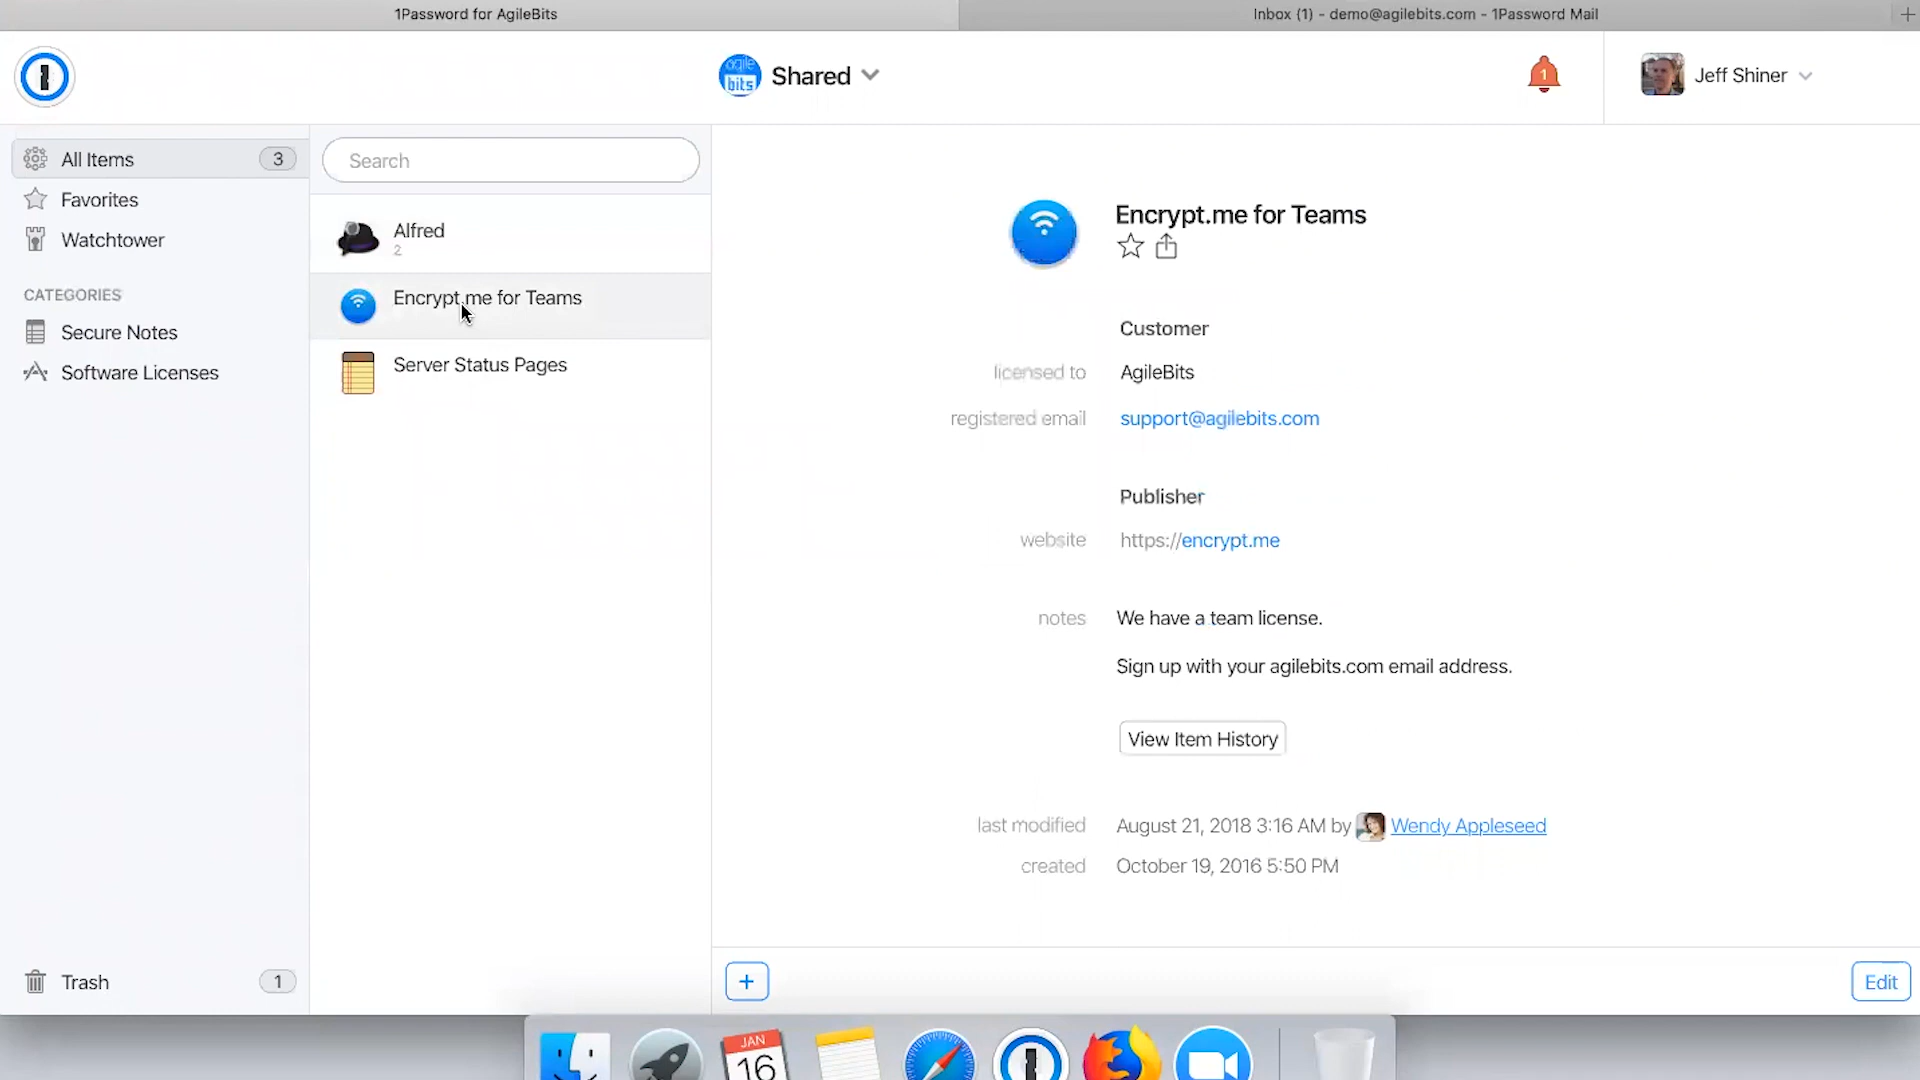 1Password for AgileBits
Inbox (1) - demo@agilebits.com - 1Password Mail
agile
bits
Shared
1
Jeff Shiner
All Items
3
Favorites
Watchtower
CATEGORIES
Secure Notes
Software Licenses
Trash
1
Search
Alfred
2
Encrypt.me for Teams
Server Status Pages
Encrypt.me for Teams
Customer
licensed to AgileBits
registered email support@agilebits.com
Publisher
website https://encrypt.me
notes We have a team license.
Sign up with your agilebits.com email address.
View Item History
last modified August 21, 2018 3:16 AM by Wendy Appleseed
created October 19, 2016 5:50 PM
+
Edit
JAN
16